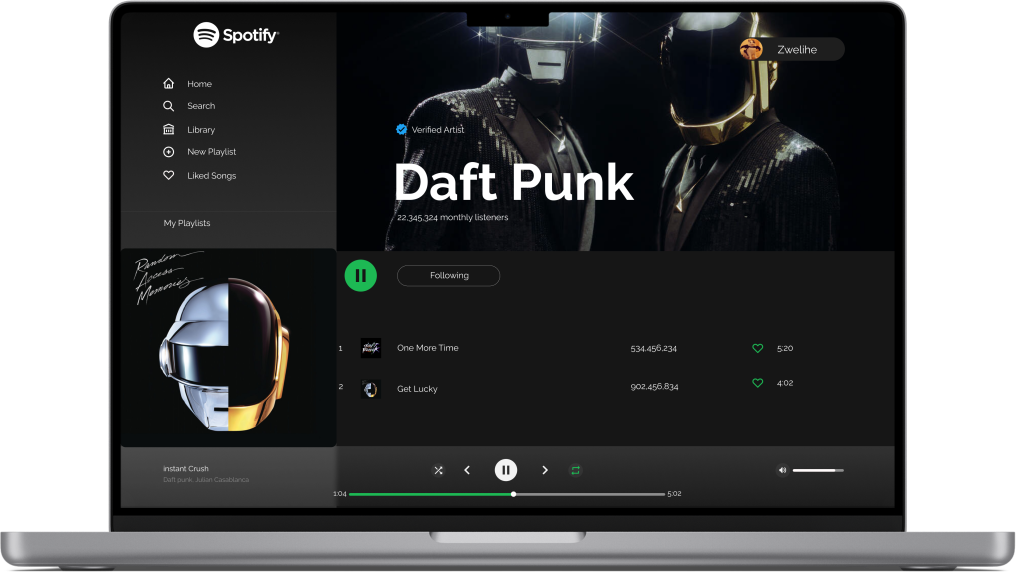 Spotify
Home
Search
Library
New Playlist
Liked Songs
My Playlists
Zwelihe
Verified Artist
Daft Punk
22,345,324 monthly listeners
Random
Access
Memories
Following
1 daft punk One More Time 534,456,234 5:20
2 Get Lucky 902,456,834 4:02
instant Crush
Daft punk, Julian Casablanca
1:04 5:02